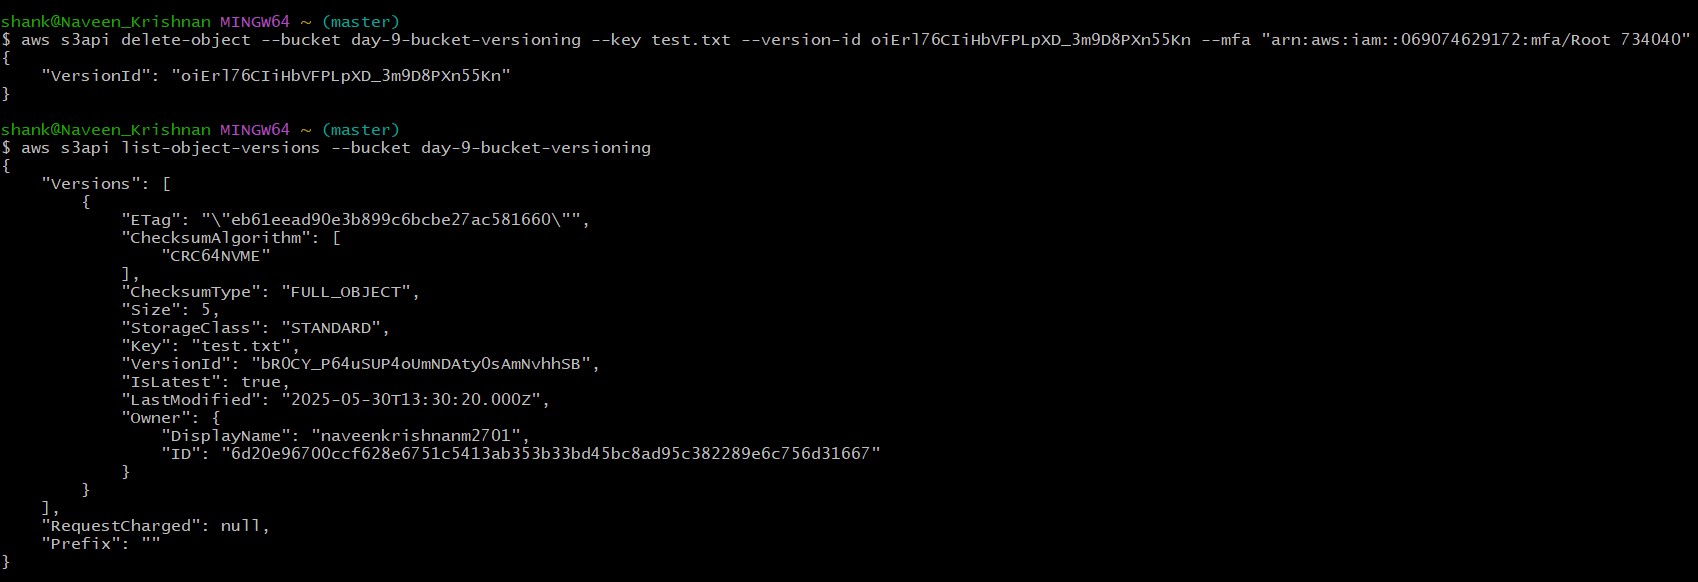 shank@Naveen_Krishnan MINGW64 ~ (master)
$ aws s3api delete-object --bucket day-9-bucket-versioning --key test.txt --version-id oiErl76CIiHbVFPLpXD_3m9D8PXn55Kn --mfa "arn:aws:iam::069074629172:mfa/Root 734040"
{
    "VersionId": "oiErl76CIiHbVFPLpXD_3m9D8PXn55Kn"
}
shank@Naveen_Krishnan MINGW64 ~ (master)
$ aws s3api list-object-versions --bucket day-9-bucket-versioning
{
    "Versions": [
        {
            "ETag": "\"eb61eead90e3b899c6bcbe27ac581660\"",
            "ChecksumAlgorithm": [
                "CRC64NVME"
            ],
            "ChecksumType": "FULL_OBJECT",
            "Size": 5,
            "StorageClass": "STANDARD",
            "Key": "test.txt",
            "VersionId": "bR0CY_P64uSUP4oUmNDAty0sAmNvhhSB",
            "IsLatest": true,
            "LastModified": "2025-05-30T13:30:20.000Z",
            "Owner": {
                "DisplayName": "naveenkrishnanm2701",
                "ID": "6d20e96700ccf628e6751c5413ab353b33bd45bc8ad95c382289e6c756d31667"
            }
        }
    ],
    "RequestCharged": null,
    "Prefix": ""
}